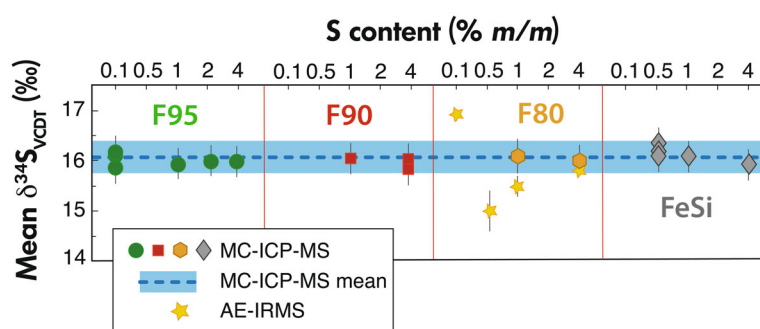 S content (% m/m)
0.1 0.5 1 2 4 0.1 0.5 1 2 4 0.1 0.5 1 2 4 0.1 0.5 1 2 4
Mean δ³⁴S_VCDT (‰)
17
16
15
14
F95
F90
F80
FeSi
MC-ICP-MS
MC-ICP-MS mean
AE-IRMS